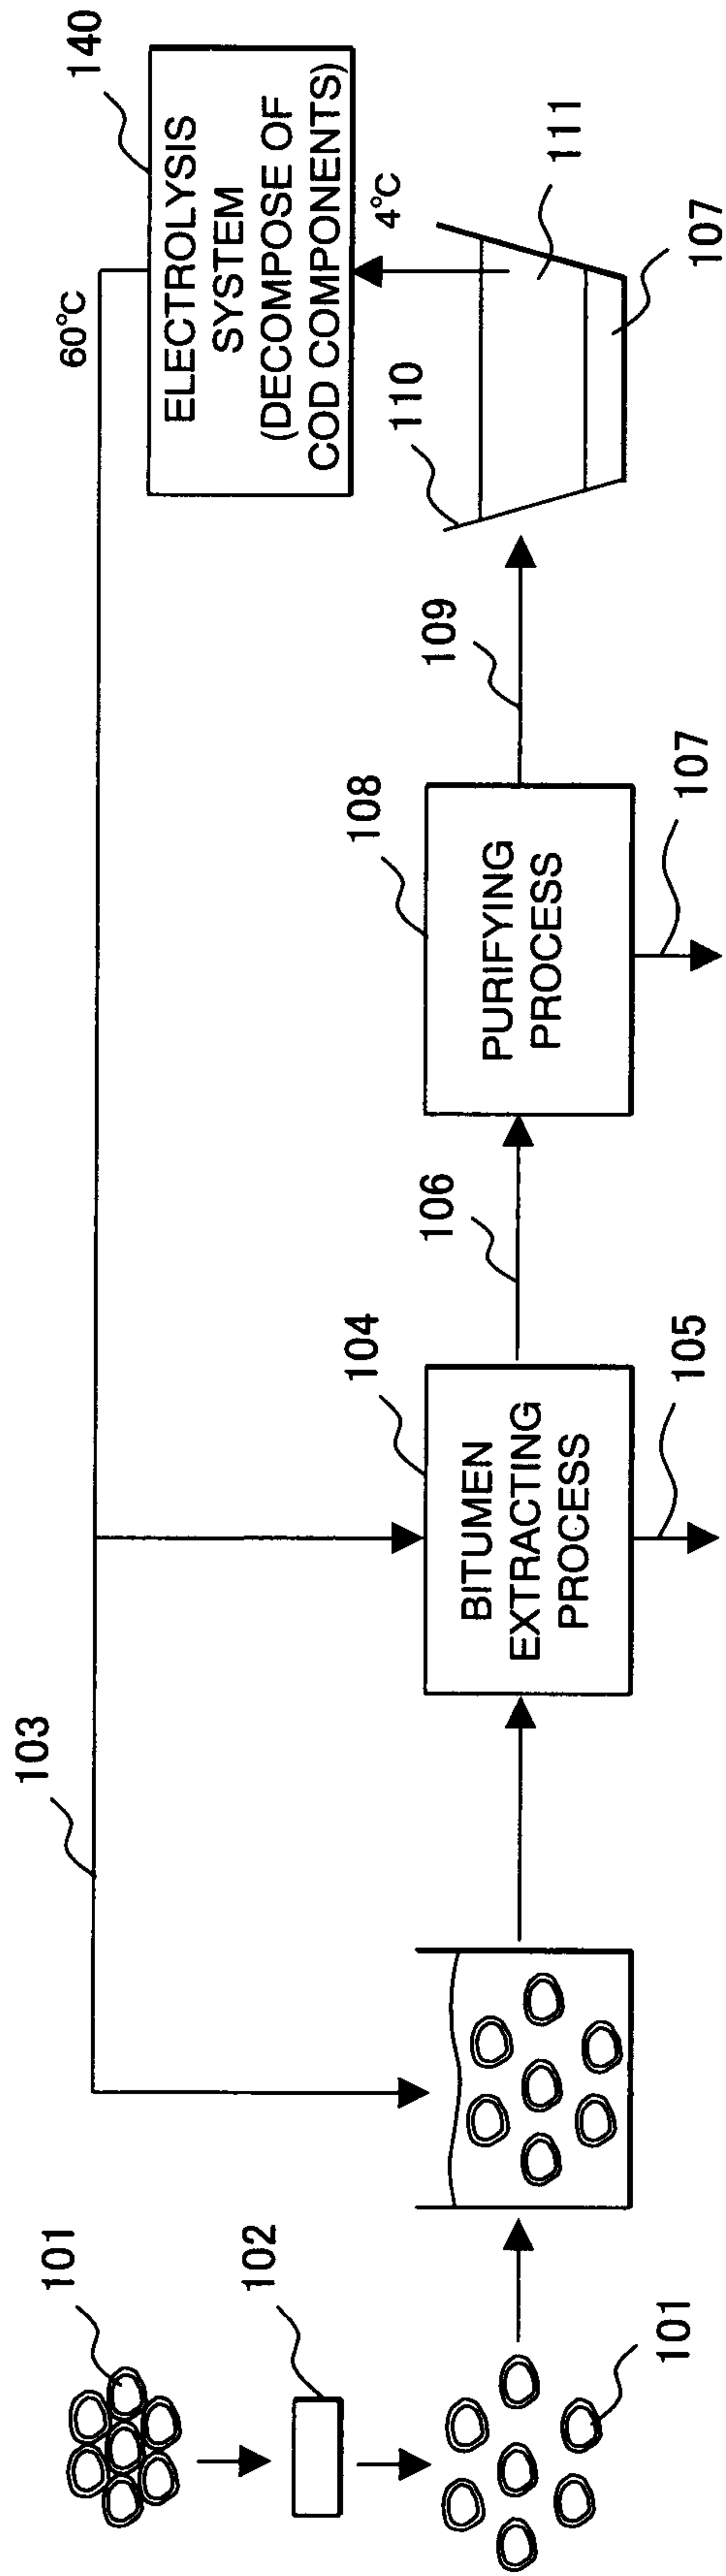 101
102
101
103
104
BITUMEN
EXTRACTING
PROCESS
105
106
108
PURIFYING
PROCESS
107
109
110
111
107
4°C
140
ELECTROLYSIS
SYSTEM
(DECOMPOSE OF
COD COMPONENTS)
60°C